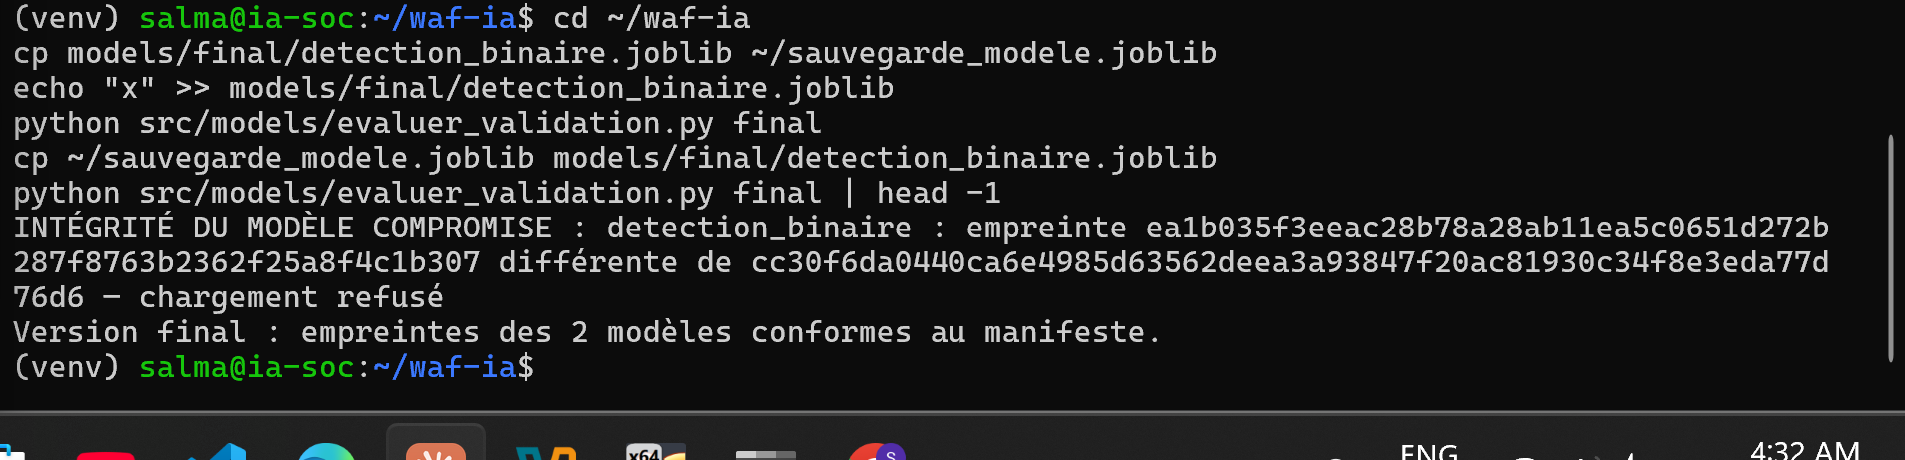 (venv) salma@ia-soc:~/waf-ia$ cd ~/waf-ia
cp models/final/detection_binaire.joblib ~/sauvegarde_modele.joblib
echo "x" >> models/final/detection_binaire.joblib
python src/models/evaluer_validation.py final
cp ~/sauvegarde_modele.joblib models/final/detection_binaire.joblib
python src/models/evaluer_validation.py final | head -1
INTÉGRITÉ DU MODÈLE COMPROMISE : detection_binaire : empreinte ea1b035f3eeac28b78a28ab11ea5c0651d272b
287f8763b2362f25a8f4c1b307 différente de cc30f6da0440ca6e4985d63562deea3a93847f20ac81930c34f8e3eda77d
76d6 — chargement refusé
Version final : empreintes des 2 modèles conformes au manifeste.
(venv) salma@ia-soc:~/waf-ia$
x64
S
ENG
4:32 AM